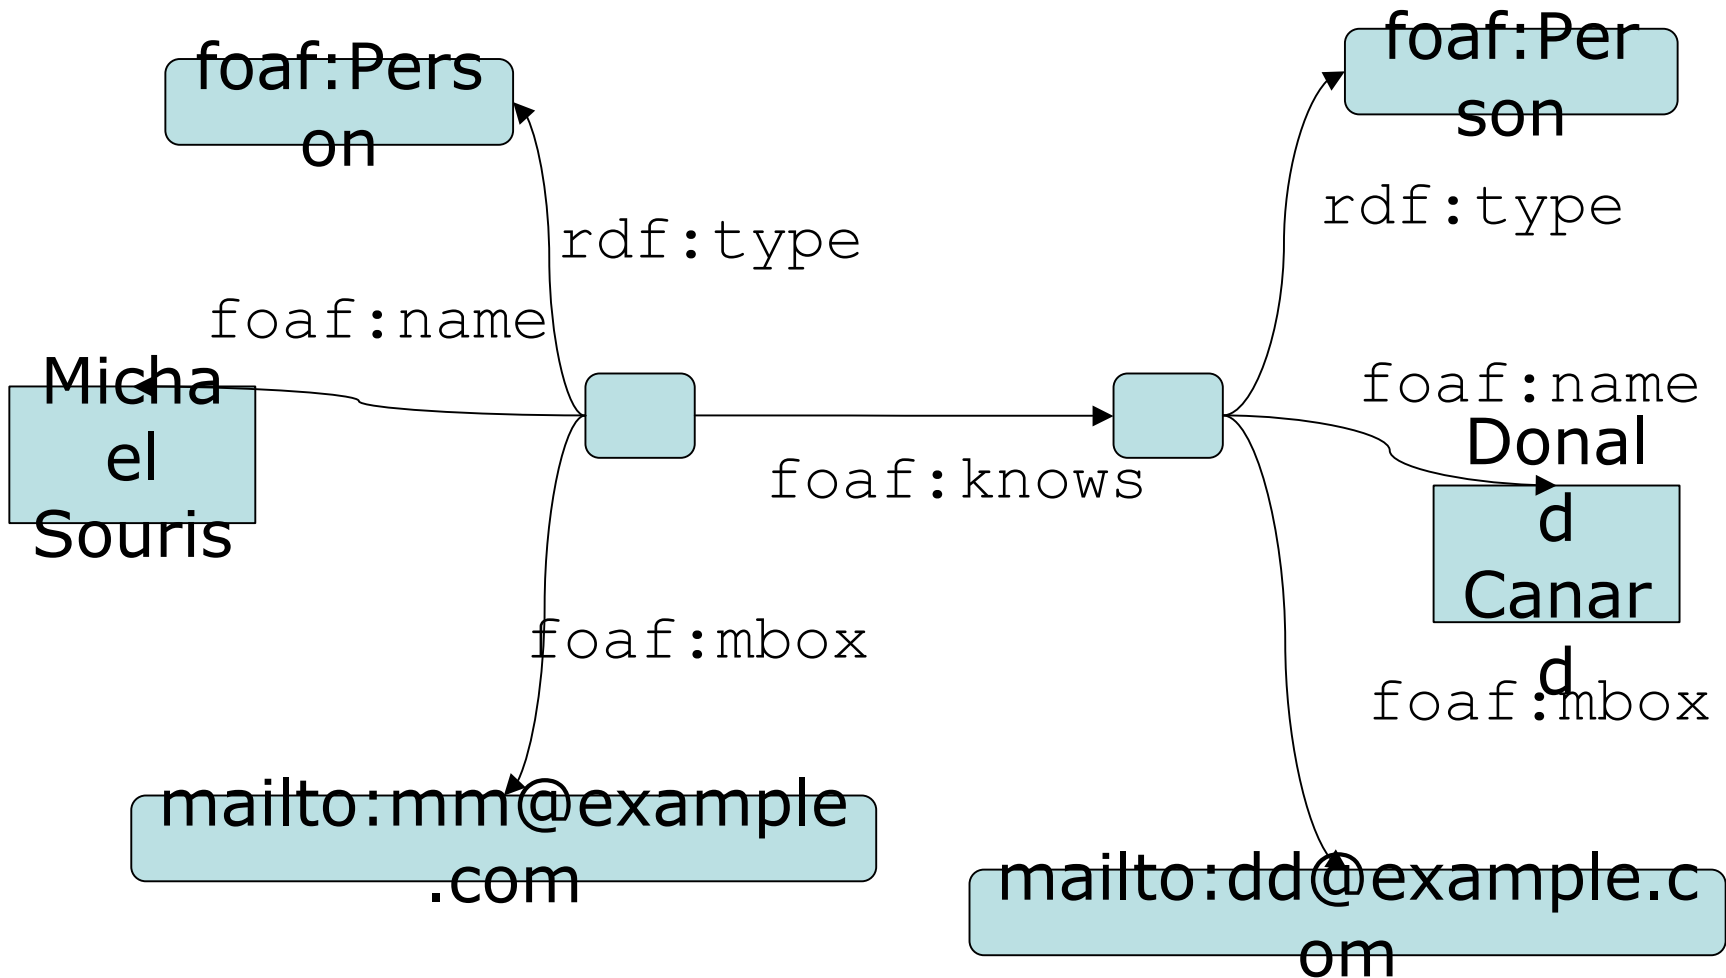 foaf:Pers
on
foaf:Per
son
rdf:type
rdf:type
foaf:name
Micha
el
Souris
foaf:name
Donal
d
Canar
d
foaf:knows
foaf:mbox
foaf:mbox
mailto:mm@example
.com
mailto:dd@example.c
om